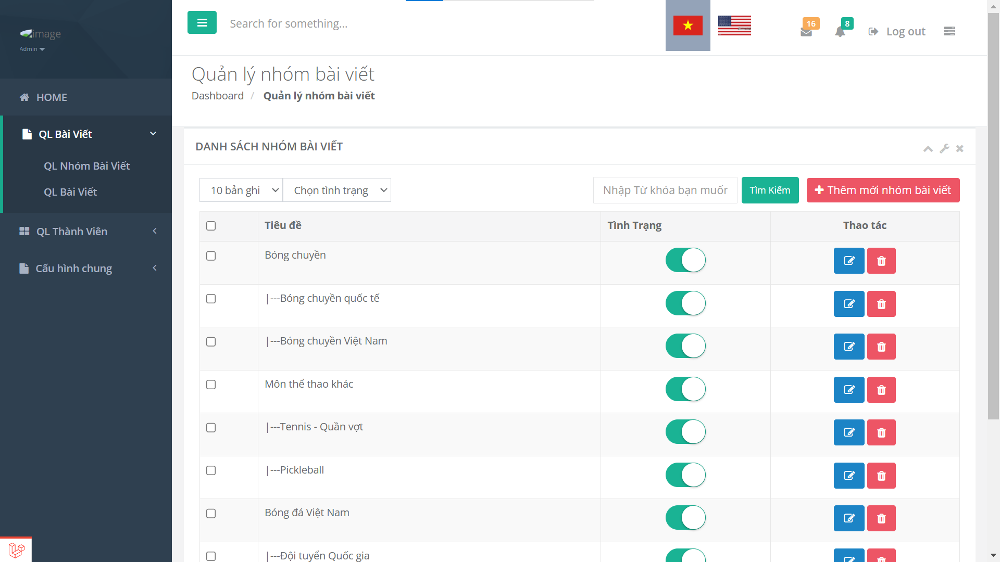 image
Admin
HOME
QL Bài Viết
QL Nhóm Bài Viết
QL Bài Viết
QL Thành Viên
Cấu hình chung
Search for something...
16
8
Log out
Quản lý nhóm bài viết
Dashboard / Quản lý nhóm bài viết
DANH SÁCH NHÓM BÀI VIẾT
10 bản ghi
Chọn tình trạng
Nhập Từ khóa bạn muốn
Tìm Kiếm
Thêm mới nhóm bài viết
Tiêu đề
Tình Trạng
Thao tác
Bóng chuyền
|---Bóng chuyền quốc tế
|---Bóng chuyền Việt Nam
Môn thể thao khác
|---Tennis - Quần vợt
|---Pickleball
Bóng đá Việt Nam
|---Đội tuyển Quốc gia